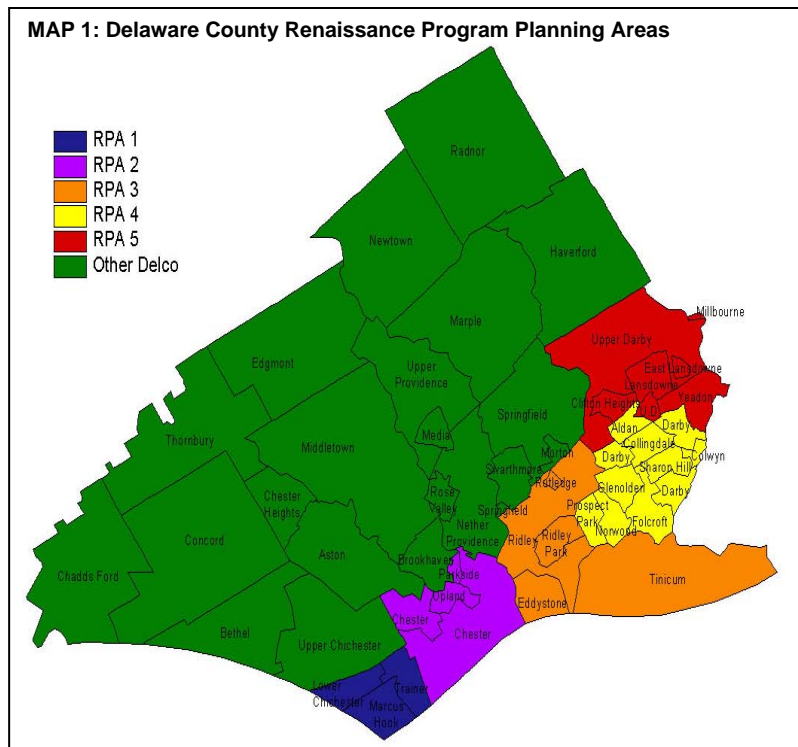 MAP 1: Delaware County Renaissance Program Planning Areas
RPA 1
RPA 2
RPA 3
RPA 4
RPA 5
Other Delco
Radnor
Newtown
Haverford
Marple
Millbourne
Upper Darby
Edgmont
Upper
Providence
East Lansdowne
Lansdowne
Yeadon
Clifton Heights
U.D.
Springfield
Media
Aldan
Darby
Thornbury
Middletown
Collingdale
Colwyn
Morton
Darby
Sharon Hill
Swarthmore
Rutledge
Glenolden
Darby
Rose
Valley
Chester
Heights
Springfield
Prospect
Park
Folcroft
Norwood
Nether
Providence
Ridley
Ridley
Park
Concord
Aston
Brookhaven
Parkside
Chadds Ford
Tinicum
Upland
Eddystone
Chester
Chester
Bethel
Upper Chichester
Lower
Chichester
Trainer
Marcus
Hook